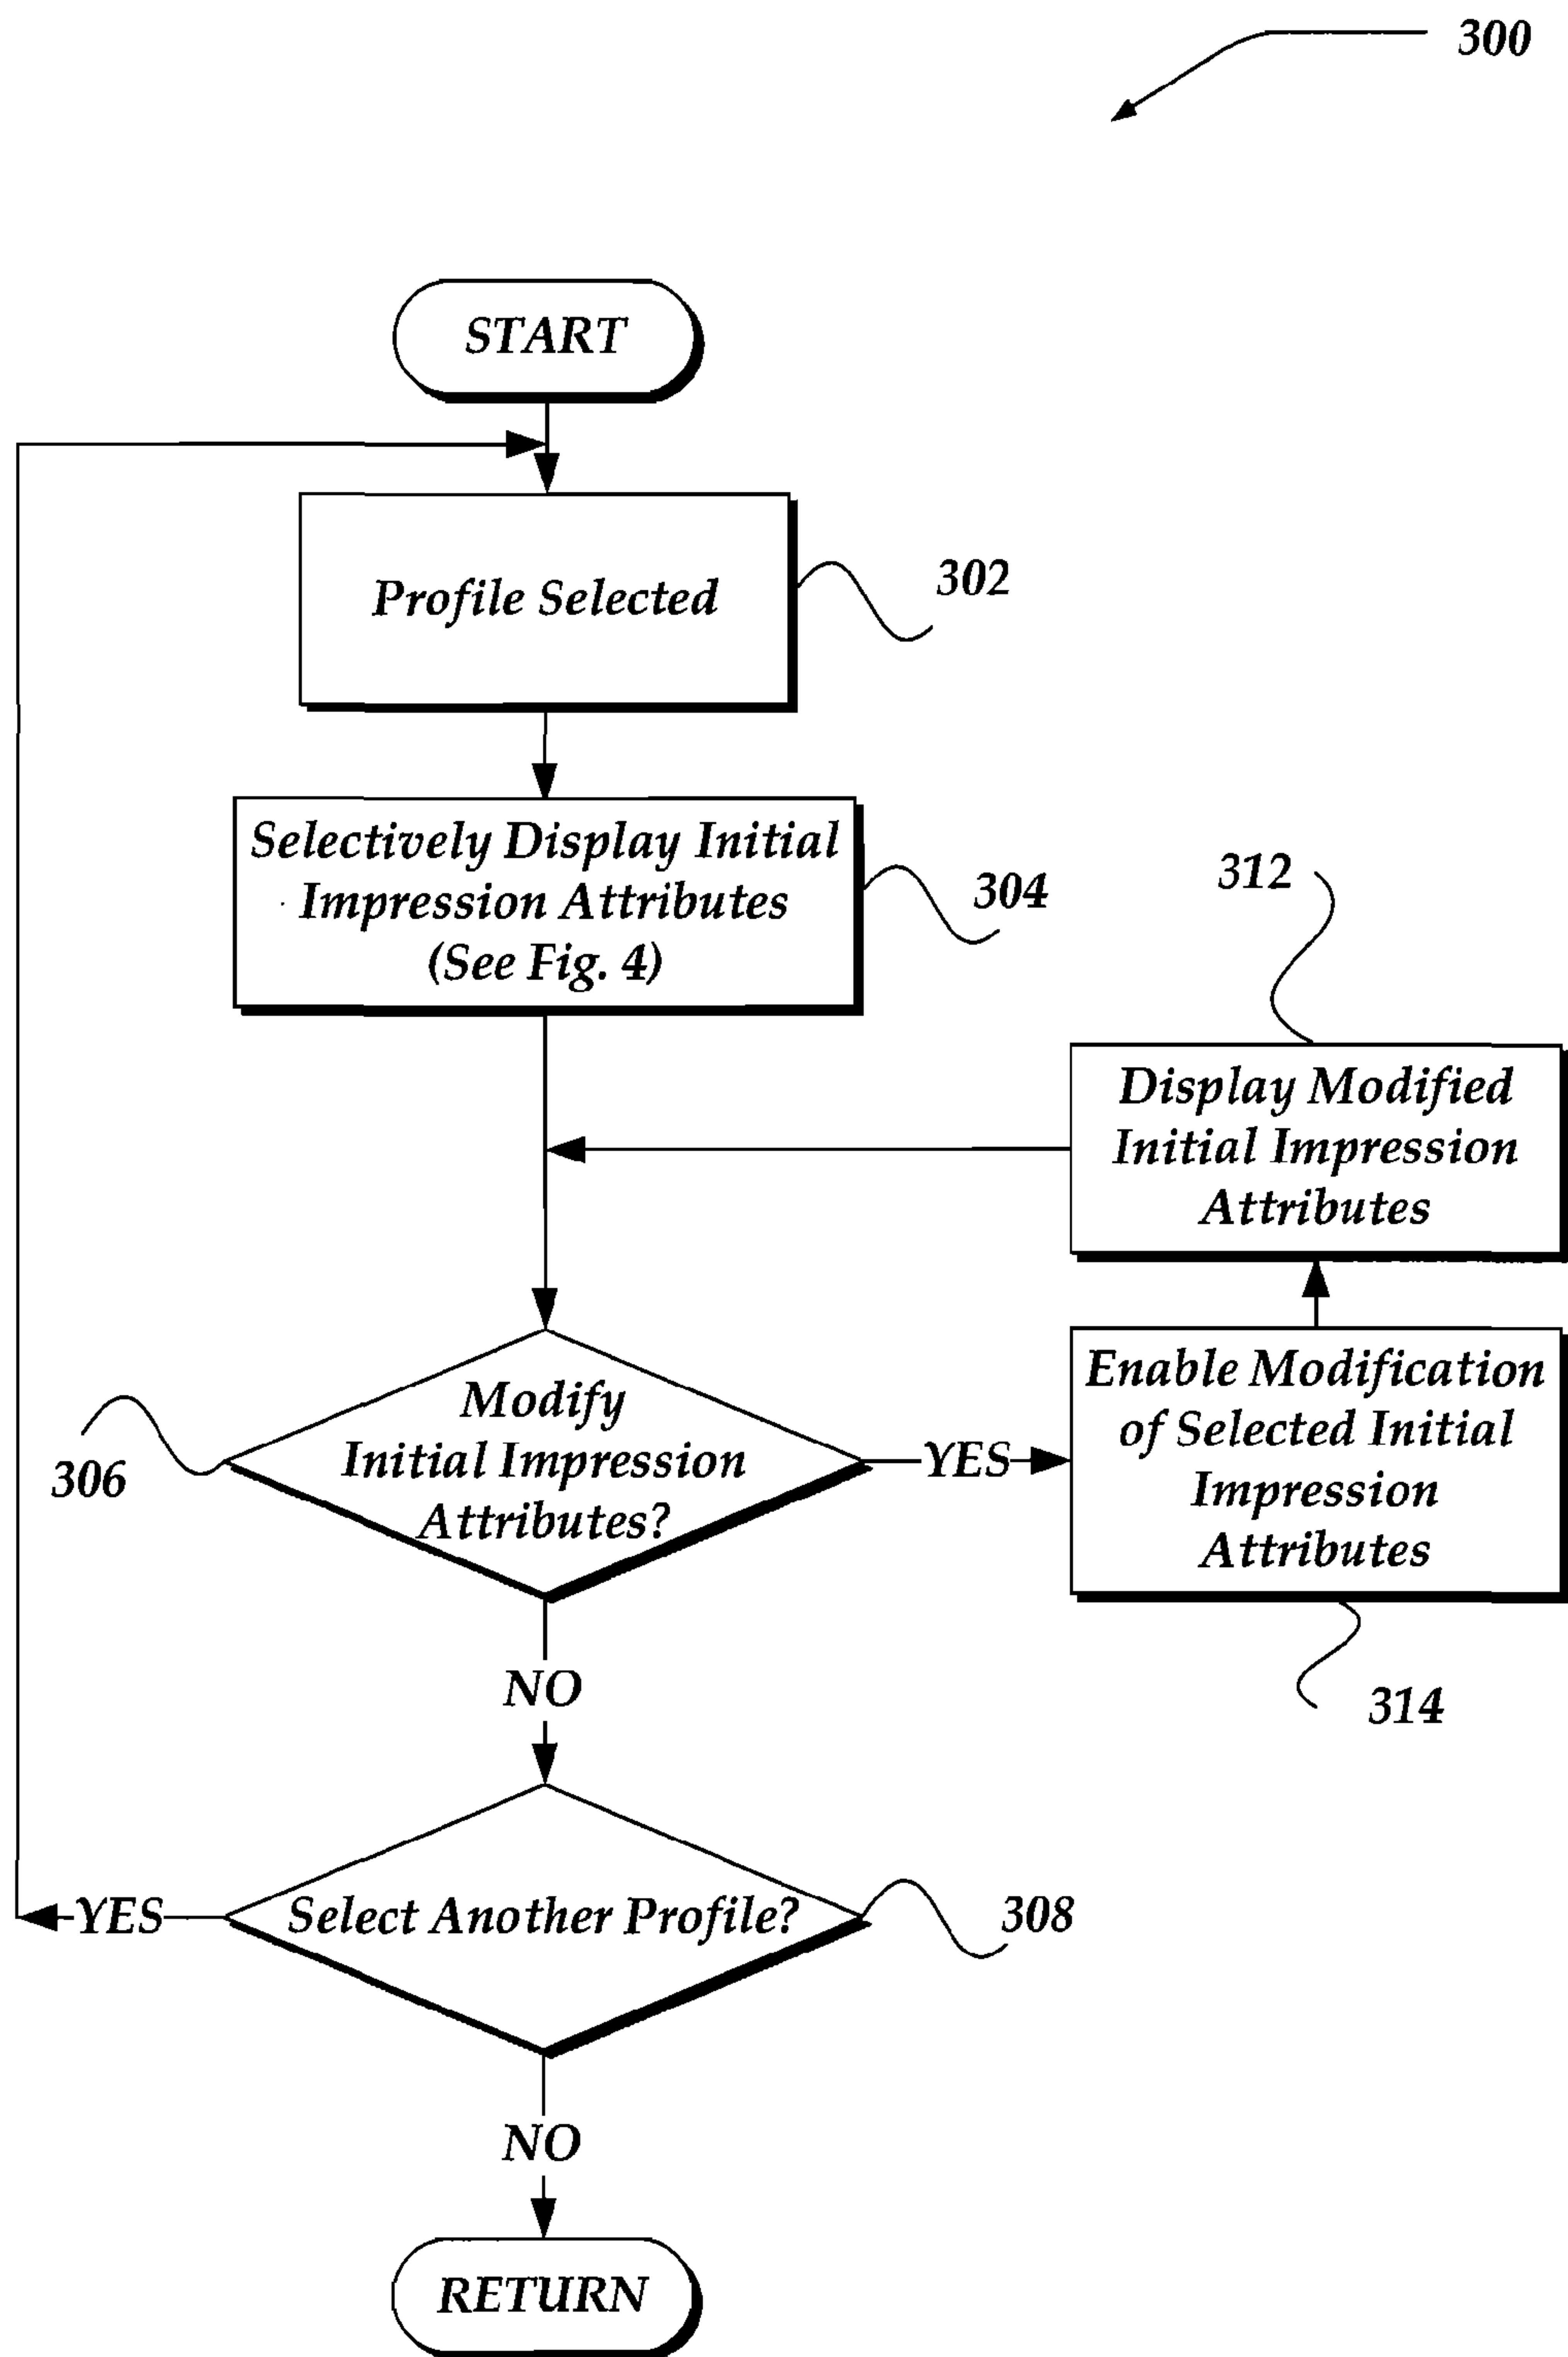 300
START
Profile Selected
302
Selectively Display Initial
Impression Attributes
(See Fig. 4)
304
312
Display Modified
Initial Impression
Attributes
Enable Modification
of Selected Initial
Impression
Attributes
314
Modify
Initial Impression
Attributes?
306
YES
NO
Select Another Profile?
308
YES
NO
RETURN